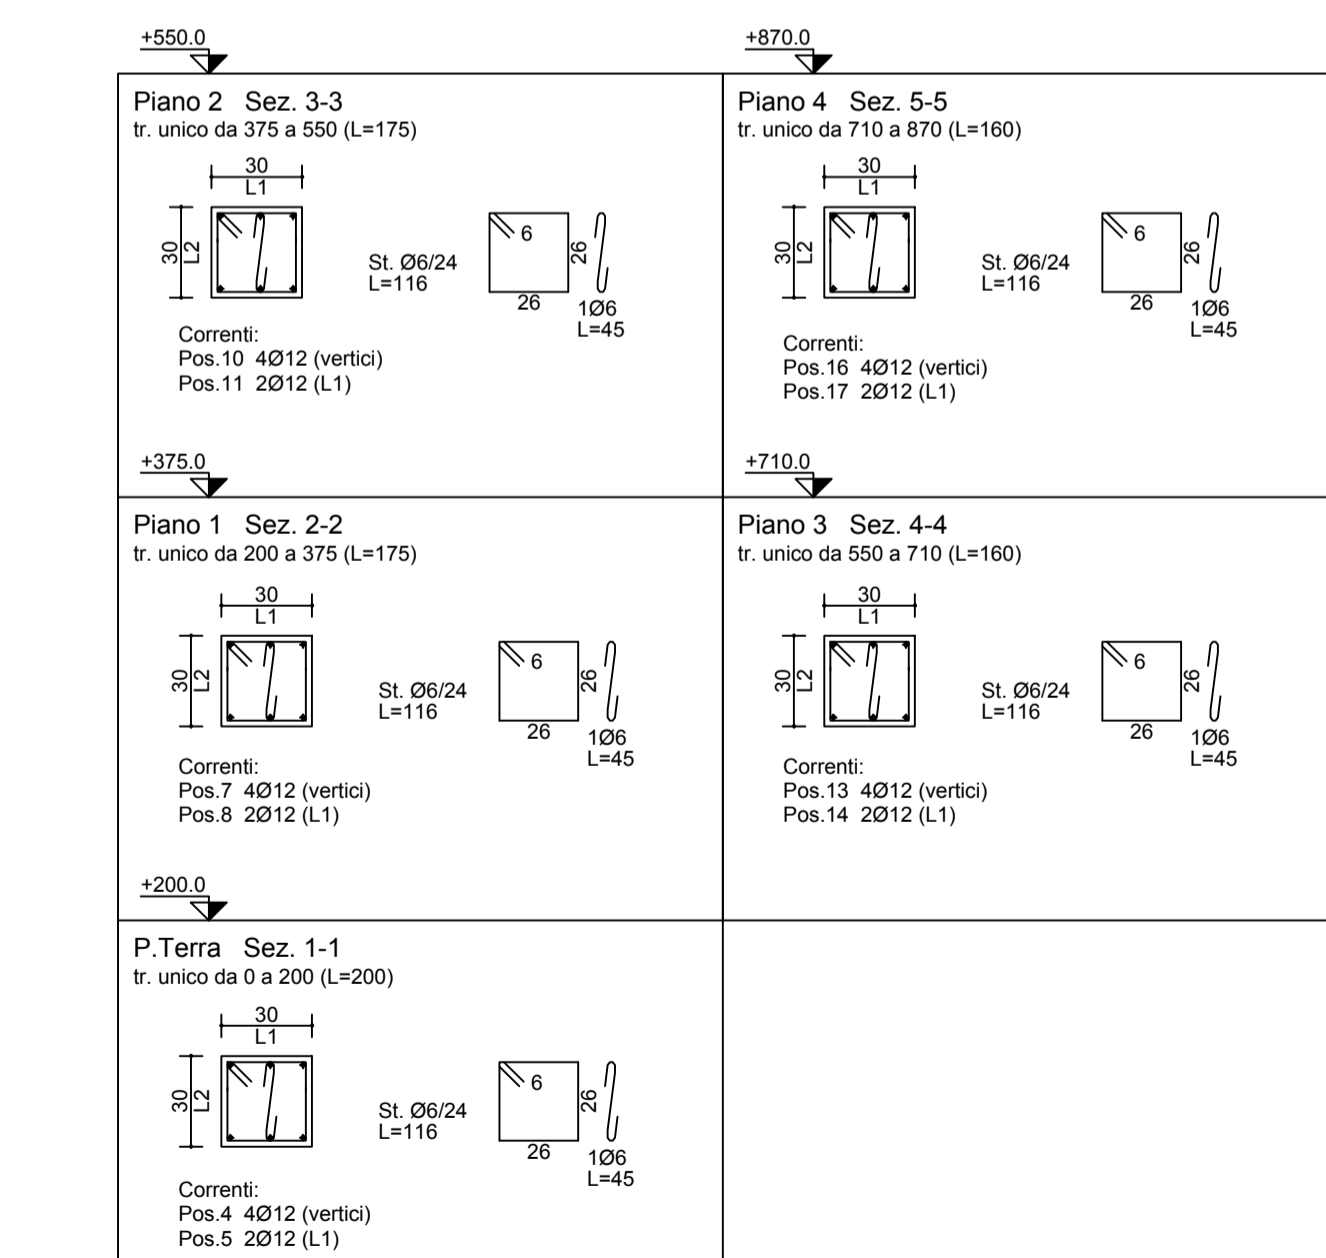 +550.0
Piano 2 Sez. 3-3
tr. unico da 375 a 550 (L=175)
30
L1
30
L2
St. Ø6/24
L=116
6
26
26
1Ø6
L=45
Correnti:
Pos.10 4Ø12 (vertici)
Pos.11 2Ø12 (L1)
+870.0
Piano 4 Sez. 5-5
tr. unico da 710 a 870 (L=160)
30
L1
30
L2
St. Ø6/24
L=116
6
26
26
1Ø6
L=45
Correnti:
Pos.16 4Ø12 (vertici)
Pos.17 2Ø12 (L1)
+375.0
Piano 1 Sez. 2-2
tr. unico da 200 a 375 (L=175)
30
L1
30
L2
St. Ø6/24
L=116
6
26
26
1Ø6
L=45
Correnti:
Pos.7 4Ø12 (vertici)
Pos.8 2Ø12 (L1)
+710.0
Piano 3 Sez. 4-4
tr. unico da 550 a 710 (L=160)
30
L1
30
L2
St. Ø6/24
L=116
6
26
26
1Ø6
L=45
Correnti:
Pos.13 4Ø12 (vertici)
Pos.14 2Ø12 (L1)
+200.0
P.Terra Sez. 1-1
tr. unico da 0 a 200 (L=200)
30
L1
30
L2
St. Ø6/24
L=116
6
26
26
1Ø6
L=45
Correnti:
Pos.4 4Ø12 (vertici)
Pos.5 2Ø12 (L1)